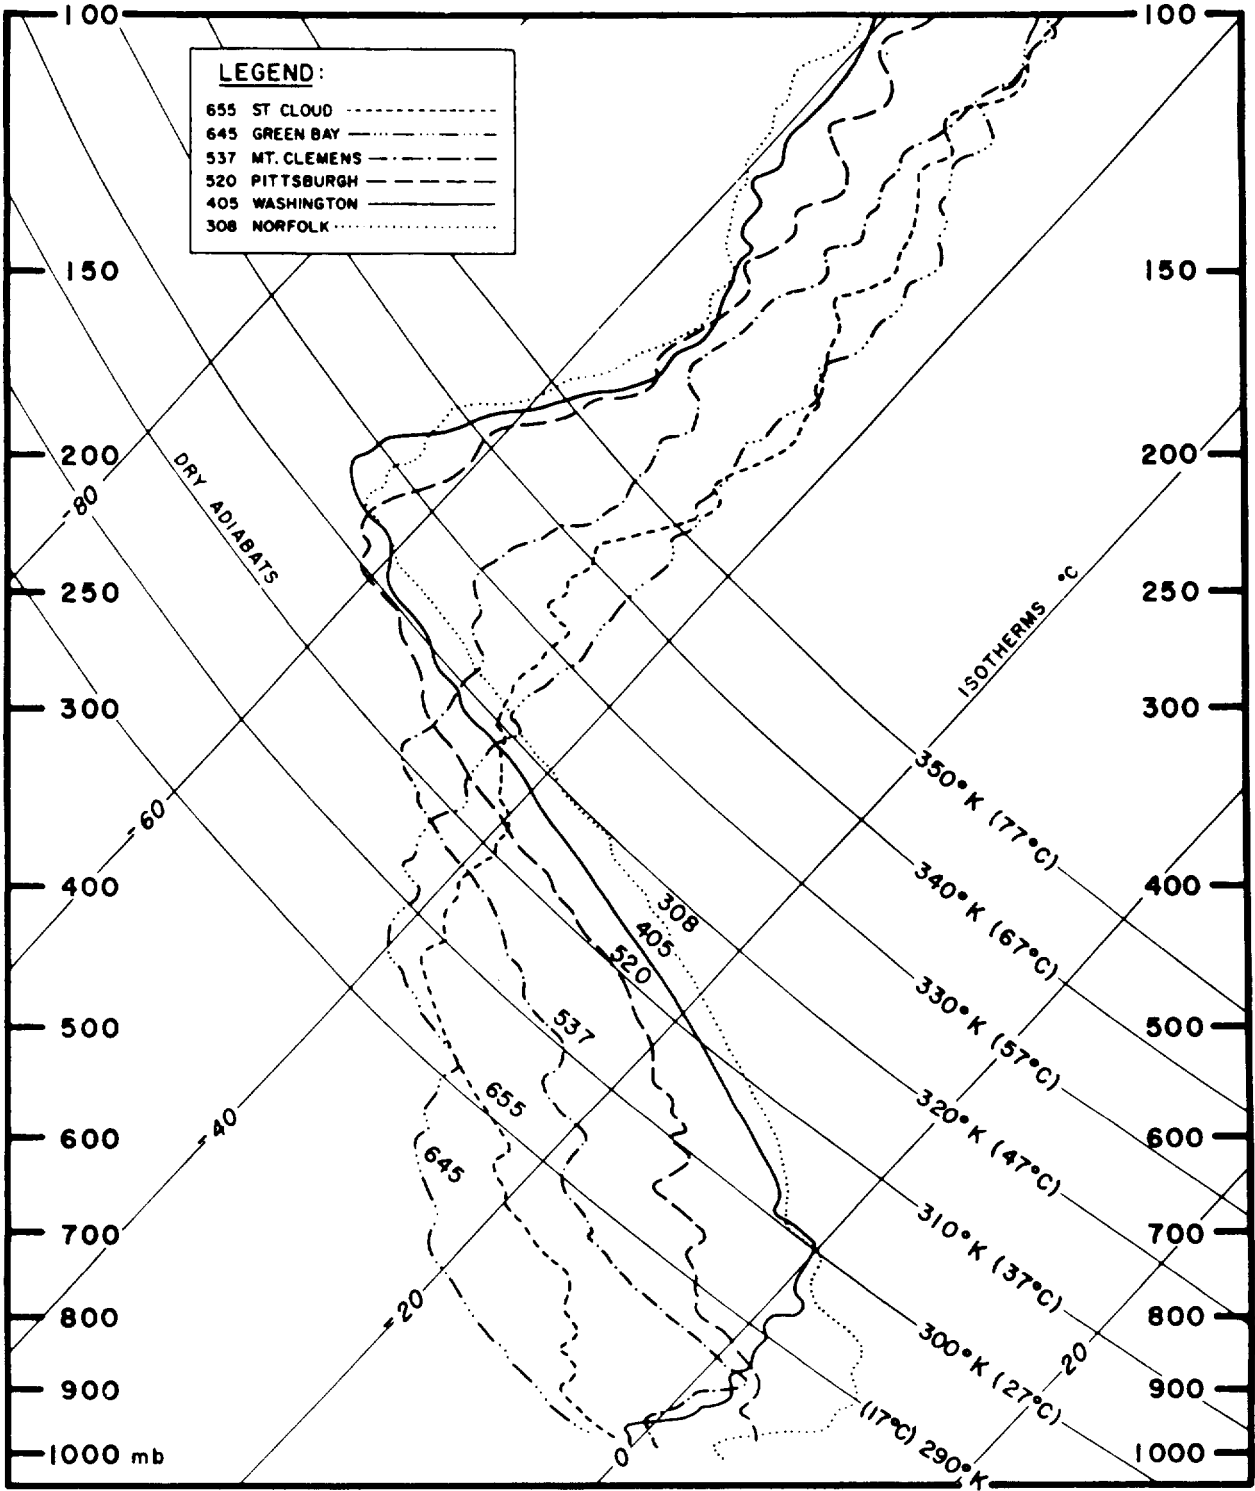 100
100
LEGEND:
655 ST CLOUD
645 GREEN BAY
537 MT. CLEMENS
520 PITTSBURGH
405 WASHINGTON
308 NORFOLK
150
150
200
200
-80
DRY ADIABATS
250
250
ISOTHERMS °C
300
300
350°K (77°C)
-60
400
400
340°K (67°C)
308
405
520
330°K (57°C)
500
500
537
320°K (47°C)
655
-40
600
600
645
310°K (37°C)
700
700
-20
800
800
300°K (27°C)
20
900
900
(17°C) 290°K
1000 mb
0
1000